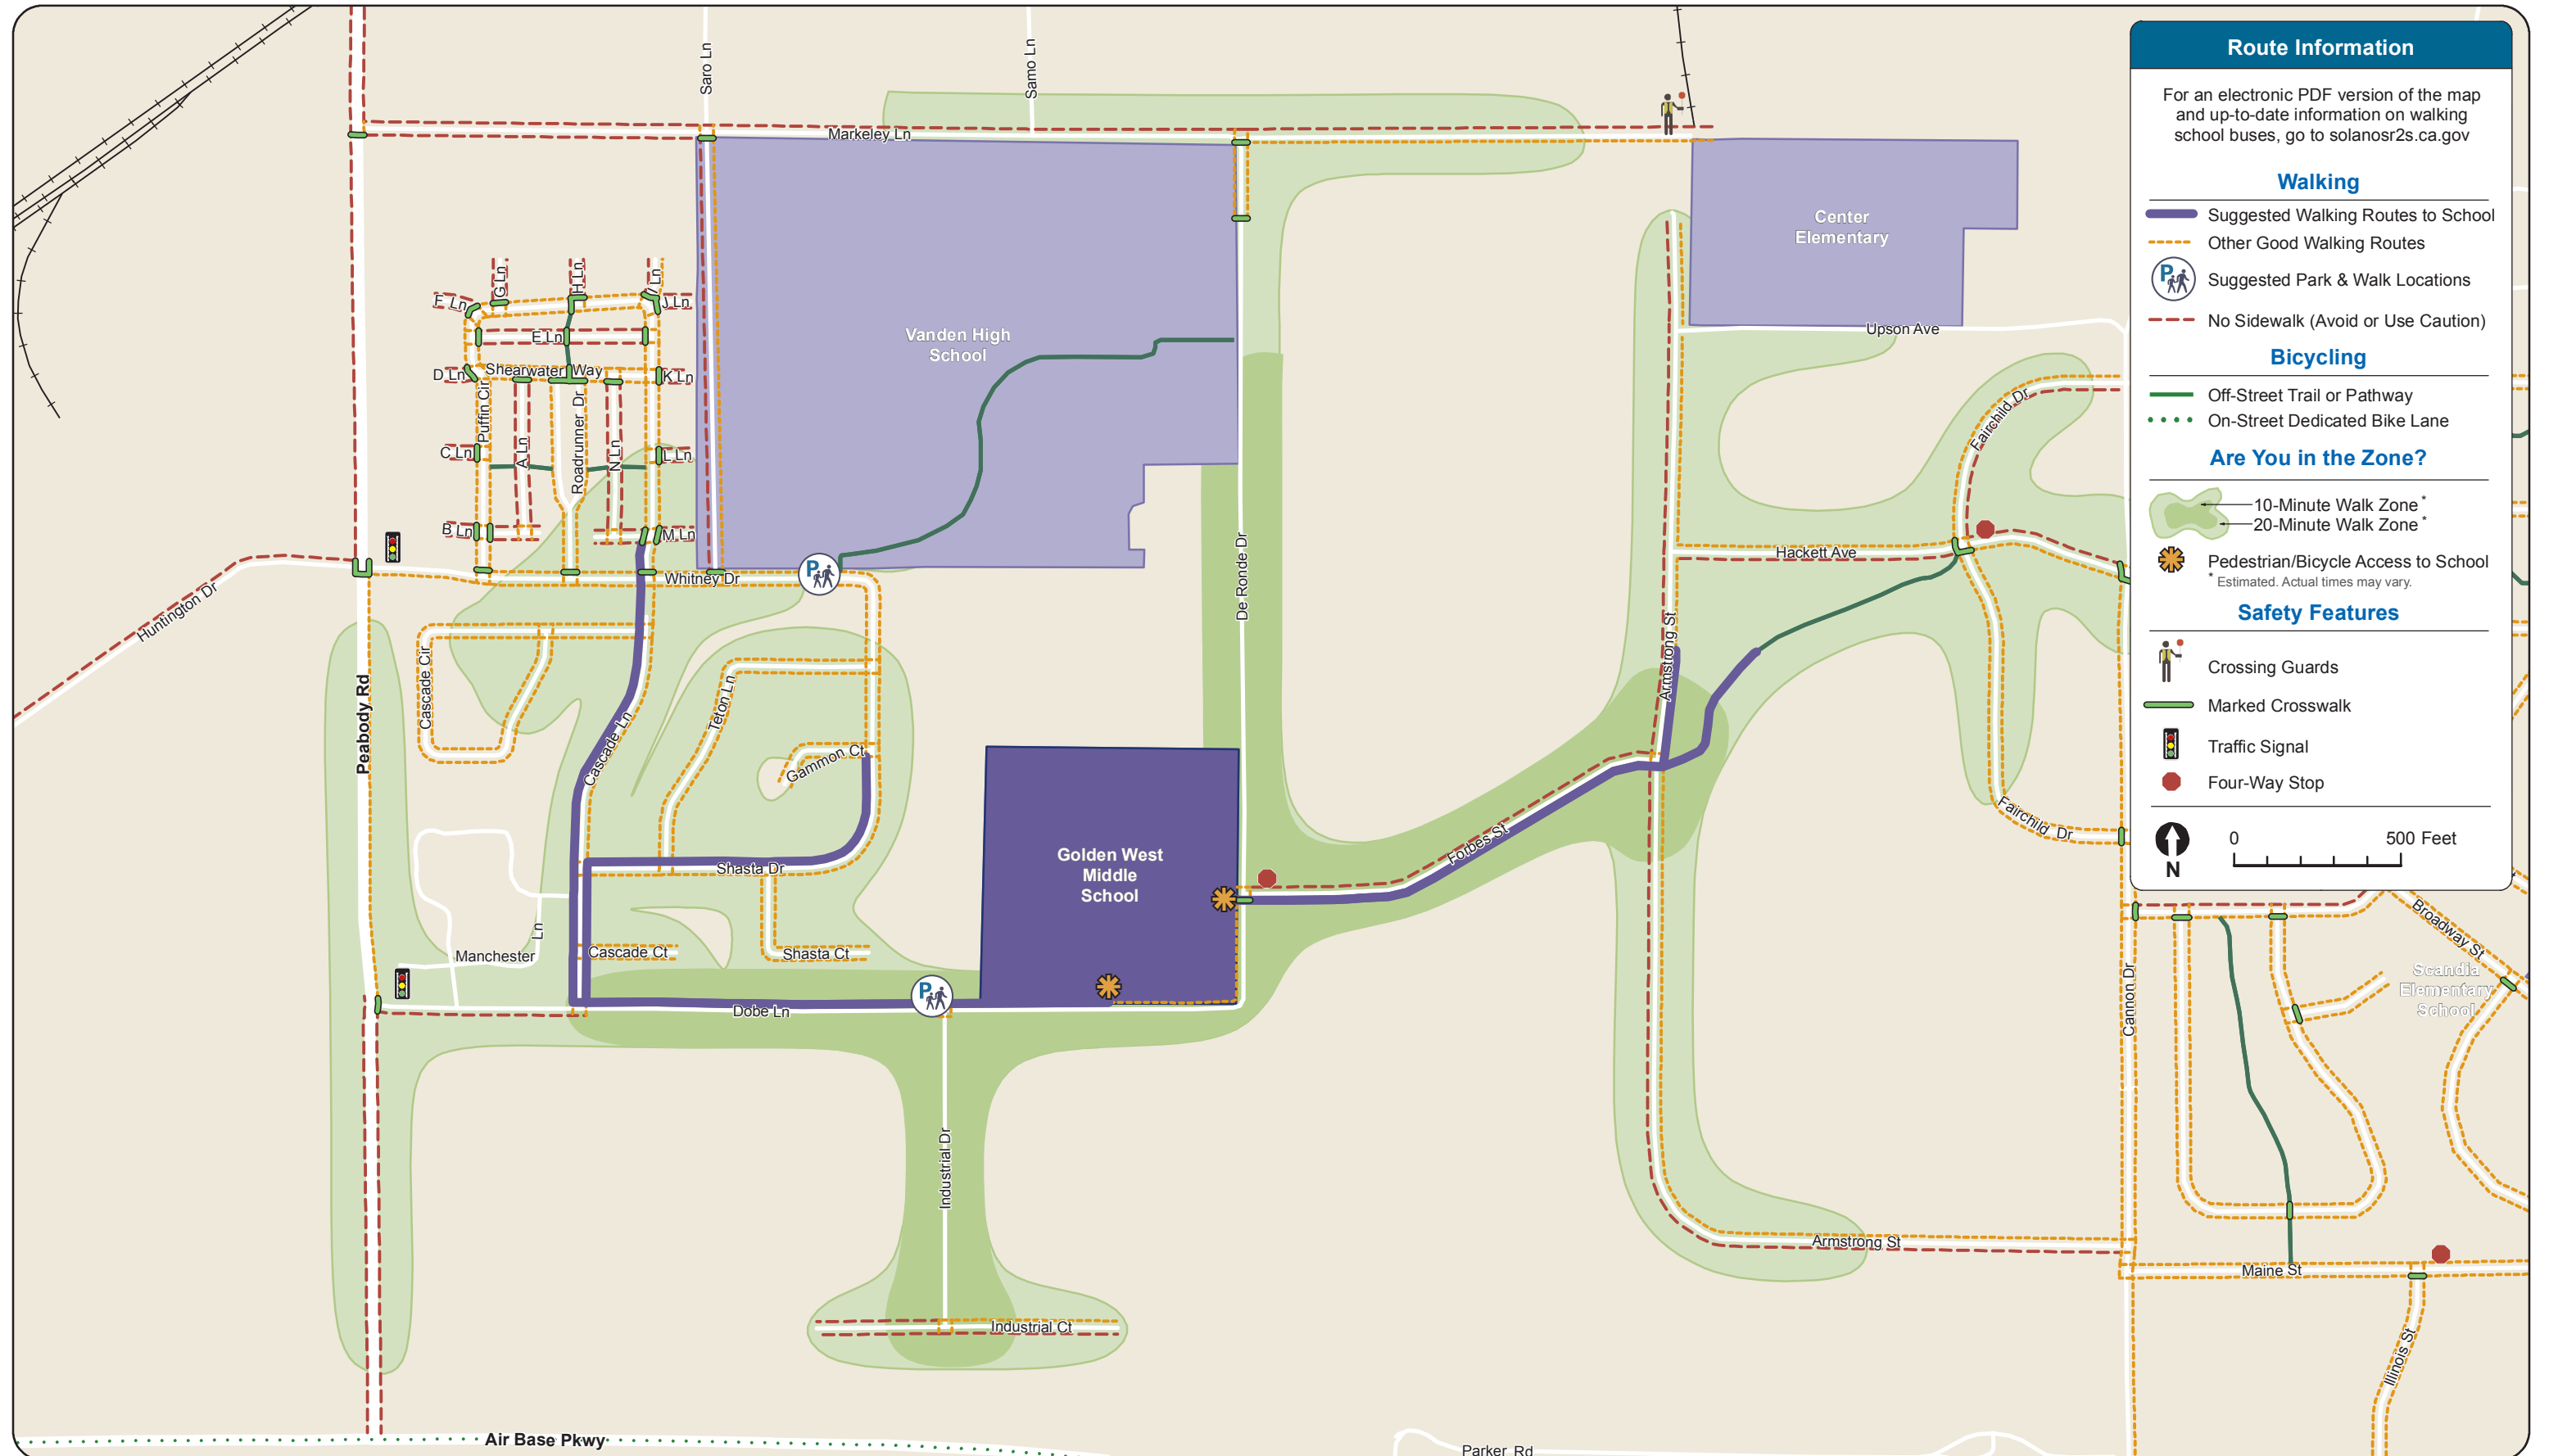 Route Information
For an electronic PDF version of the map
and up-to-date information on walking
school buses, go to solanosr2s.ca.gov
Walking
Suggested Walking Routes to School
Other Good Walking Routes
P
Suggested Park & Walk Locations
No Sidewalk (Avoid or Use Caution)
Bicycling
Off-Street Trail or Pathway
On-Street Dedicated Bike Lane
Are You in the Zone?
10-Minute Walk Zone *
20-Minute Walk Zone *
Pedestrian/Bicycle Access to School
* Estimated. Actual times may vary.
Safety Features
Crossing Guards
Marked Crosswalk
Traffic Signal
Four-Way Stop
N
0 500 Feet
Saro Ln
Samo Ln
Markeley Ln
Center
Elementary
Upson Ave
Vanden High
School
G Ln
H Ln
I Ln
F Ln
J Ln
E Ln
Shearwater Way
D Ln
K Ln
Puffin Cir
A Ln
Roadrunner Dr
N Ln
C Ln
L Ln
B Ln
M Ln
Whitney Dr
P
Huntington Dr
Peabody Rd
Cascade Cir
Cascade Ln
Teton Ln
Gammon Ct
Shasta Dr
Cascade Ct
Shasta Ct
Manchester Ln
Dobe Ln
P
Golden West
Middle
School
De Ronde Dr
Forbes St
Armstrong St
Hackett Ave
Fairchild Dr
Fairchild Dr
Cannon Dr
Broadway St
Scandia
Elementary
School
Industrial Dr
Industrial Ct
Armstrong St
Maine St
Illinois St
Air Base Pkwy
Parker Rd